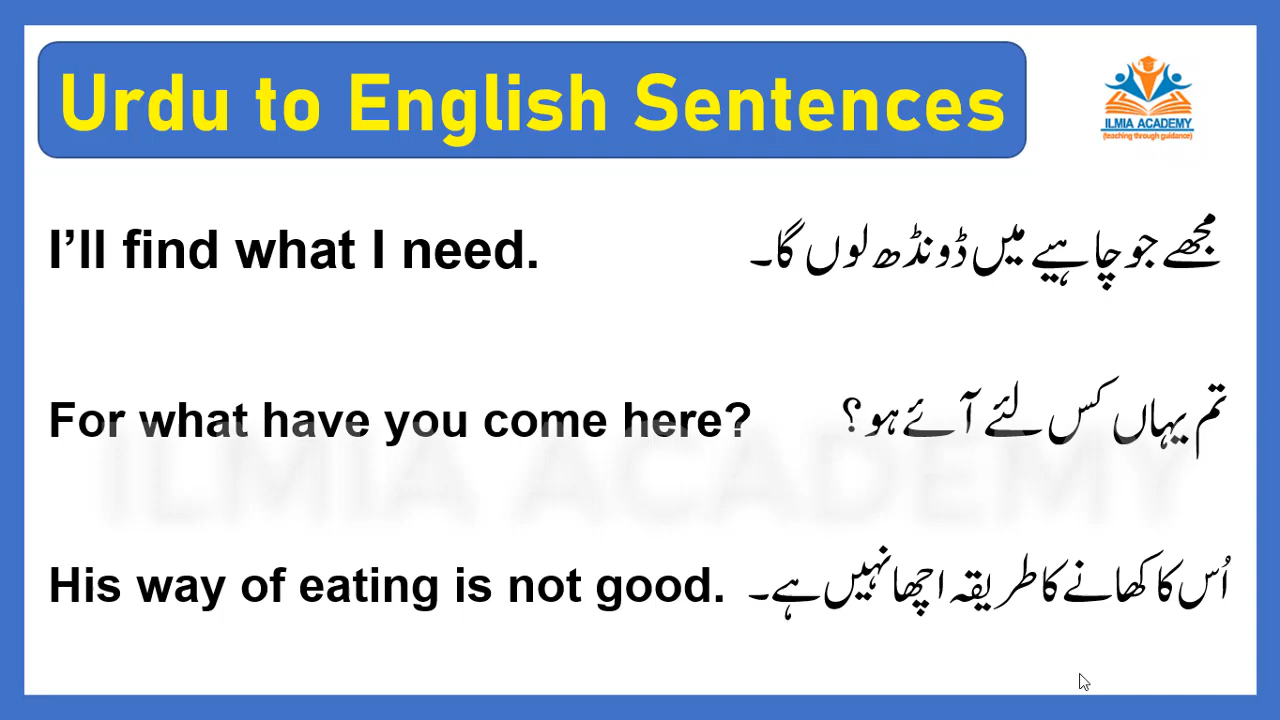 Urdu to English Sentences
ILMIA ACADEMY
(teaching through guidance)
I’ll find what I need.
مجھے جو چاہیے میں ڈونڈھ لوں گا۔
For what have you come here?
تم یہاں کس لئے آئے ہو؟
ILMIA ACADEMY
His way of eating is not good.
اُس کا کھانے کا طریقہ اچھا نہیں ہے۔